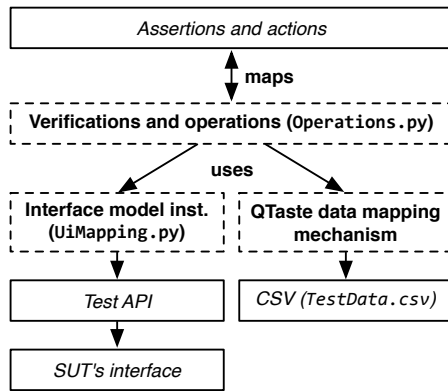 Assertions and actions
maps
Verifications and operations (Operations.py)
uses
Interface model inst.
(UiMapping.py)
QTaste data mapping
mechanism
Test API
CSV (TestData.csv)
SUT's interface